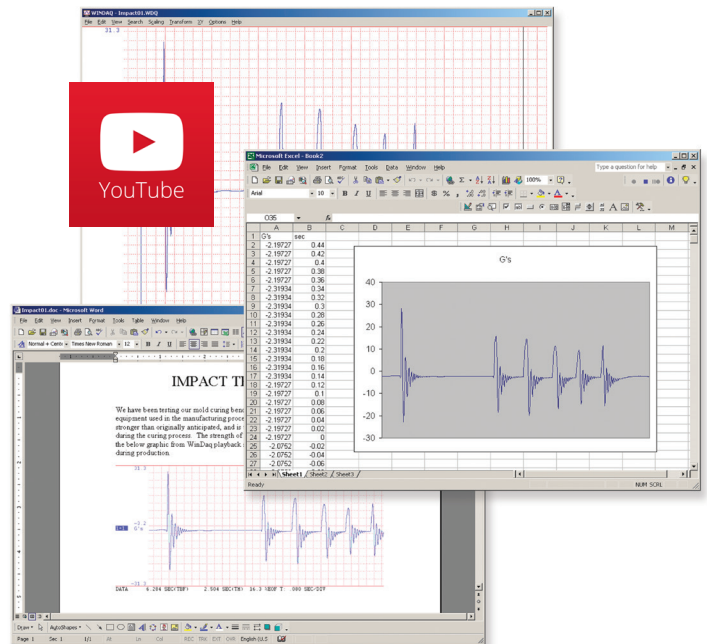 WINDAQ - Impact01.WDQ
File Edit View Search Scaling Transform XY Options Help
31.3
YouTube
Microsoft Excel - Book2
File Edit View Insert Format Tools Data Window Help
Type a question for help
100%
Arial
10
B I U
O35
A B C D E F G H I J K L M
1 G's sec
2 -2.19727 0.44
3 -2.19727 0.42
4 -2.19727 0.4
5 -2.19727 0.38
6 -2.19727 0.36
7 -2.31934 0.34
8 -2.31934 0.32
9 -2.31934 0.3
10 -2.31934 0.28
11 -2.31934 0.26
12 -2.31934 0.24
13 -2.31934 0.22
14 -2.31934 0.2
15 -2.31934 0.18
16 -2.31934 0.16
17 -2.31934 0.14
18 -2.19727 0.12
19 -2.19727 0.1
20 -2.19727 0.08
21 -2.19727 0.06
22 -2.19727 0.04
23 -2.19727 0.02
24 -2.19727 0
25 -2.0752 -0.02
26 -2.0752 -0.04
27 -2.0752 -0.06
G's
40
30
20
10
0
-10
-20
-30
Sheet1 Sheet2 Sheet3
Ready
NUM SCRL
Impact01.doc - Microsoft Word
File Edit View Insert Format Tools Table Window Help
Normal + Centr Times New Roman 12 B I U
IMPACT T
We have been testing our mold curing
equipment used in the manufacturing
stronger than originally anticipated, and is
during the curing process. The strength of
the below graphic from WinDaq playback
during production.
31.3
-0.2
G's
-31.3
DATA 6.204 SEC(TBF) 2.504 SEC(TM) 16.3 %EOF T .080 SEC/DIV
Draw AutoShapes
Page 1 Sec 1 1/1 At Ln Col REC TRK EXT OVR English (U.S